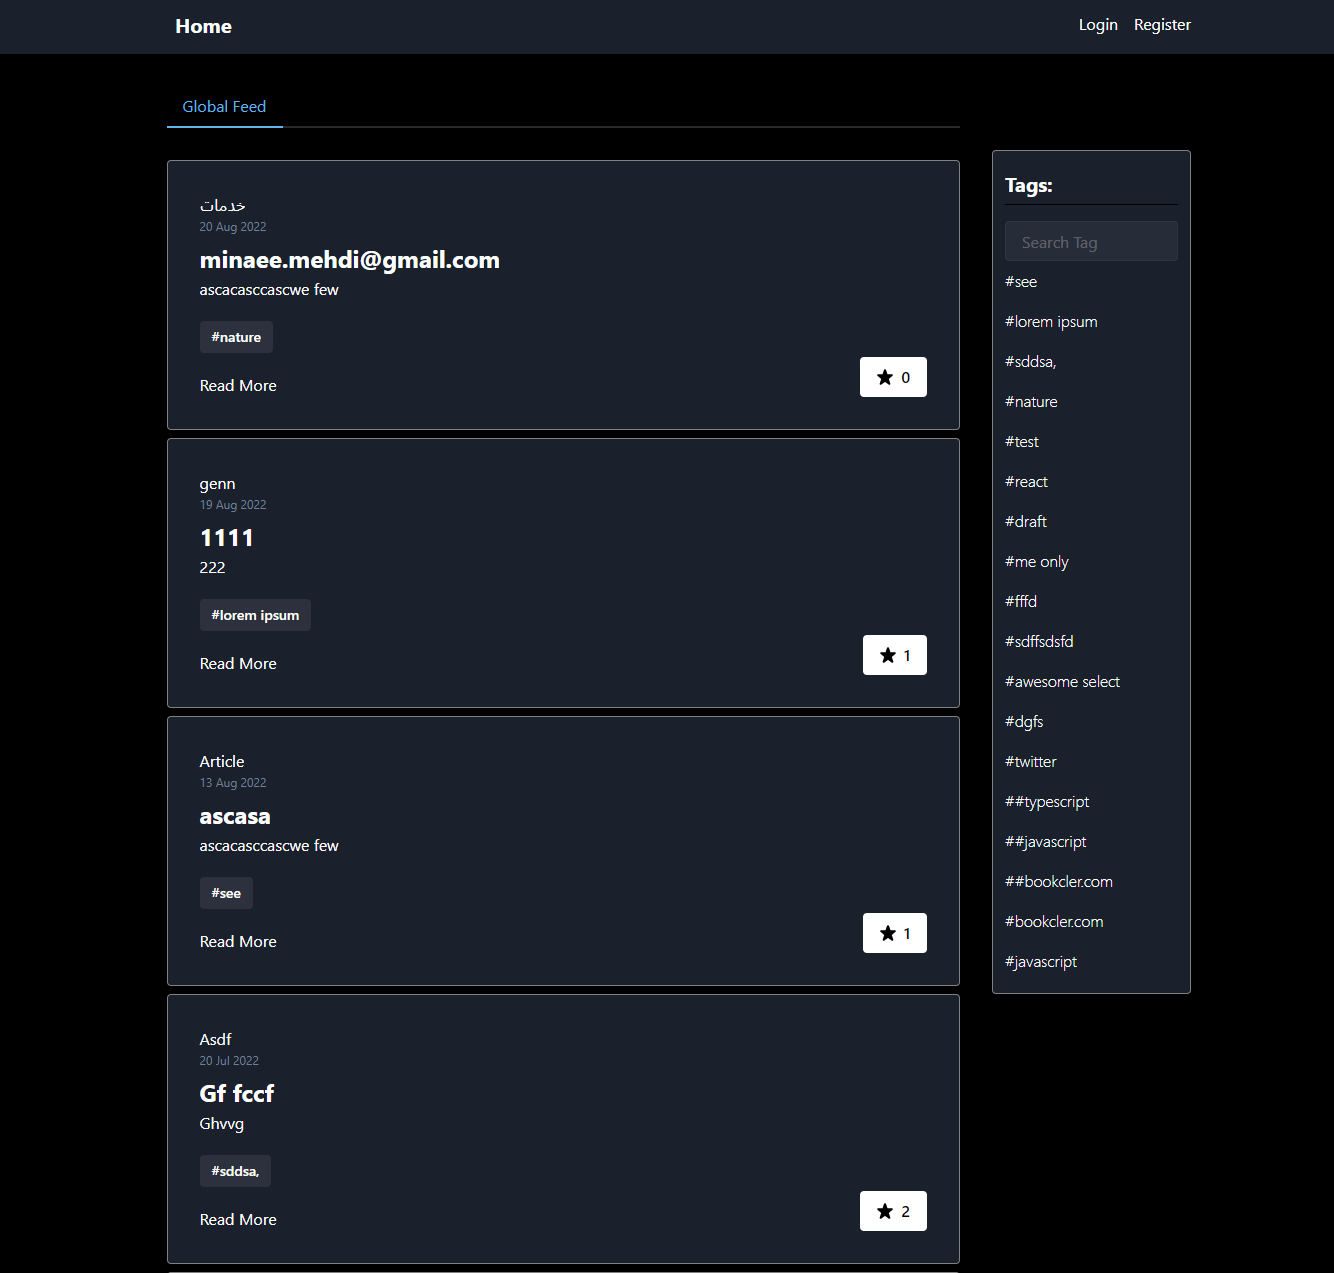 Home
Login
Register
Global Feed
خدمات
20 Aug 2022
minaee.mehdi@gmail.com
ascacasccascwe few
#nature
Read More
0
genn
19 Aug 2022
1111
222
#lorem ipsum
Read More
1
Article
13 Aug 2022
ascasa
ascacasccascwe few
#see
Read More
1
Asdf
20 Jul 2022
Gf fccf
Ghvvg
#sddsa,
Read More
2
Tags:
Search Tag
#see
#lorem ipsum
#sddsa,
#nature
#test
#react
#draft
#me only
#fffd
#sdffsdsfd
#awesome select
#dgfs
#twitter
##typescript
##javascript
##bookcler.com
#bookcler.com
#javascript